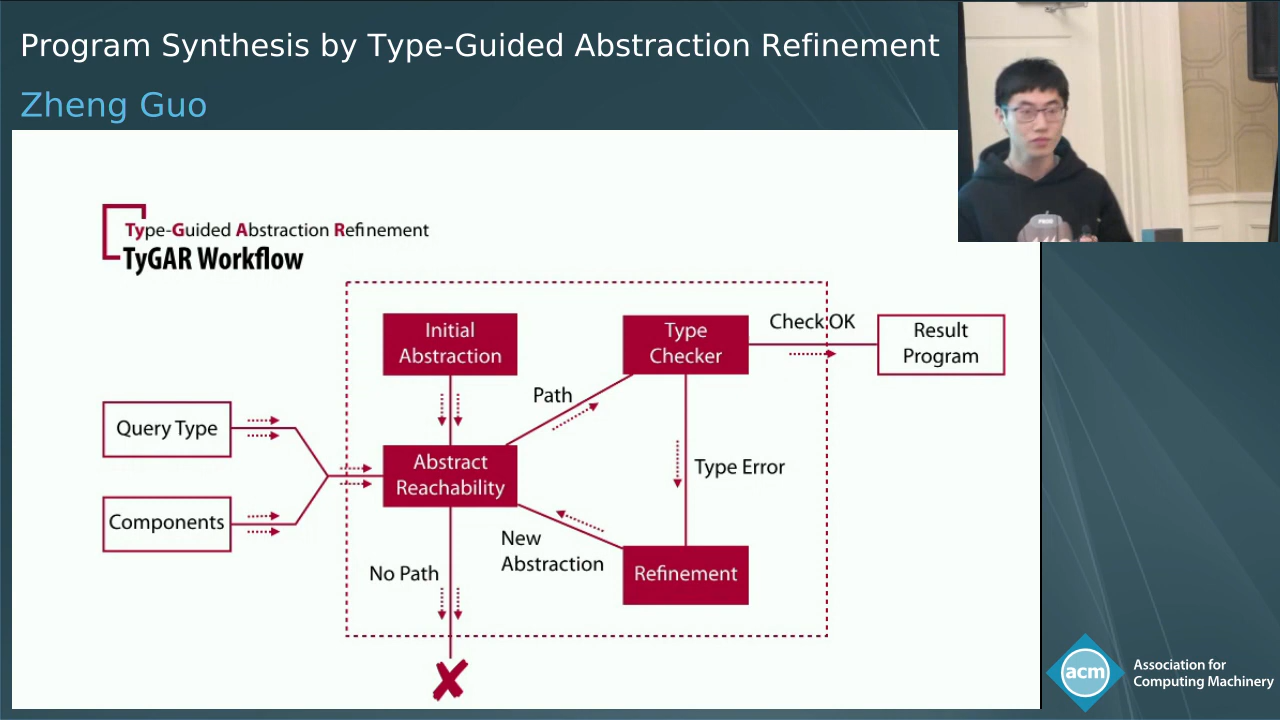 Program Synthesis by Type-Guided Abstraction Refinement
Zheng Guo
Type-Guided Abstraction Refinement
TyGAR Workflow
Initial
Abstraction
Type
Checker
Check OK
Result
Program
Path
Query Type
Abstract
Reachability
Type Error
Components
New
Abstraction
No Path
Refinement
acm
Association for
Computing Machinery